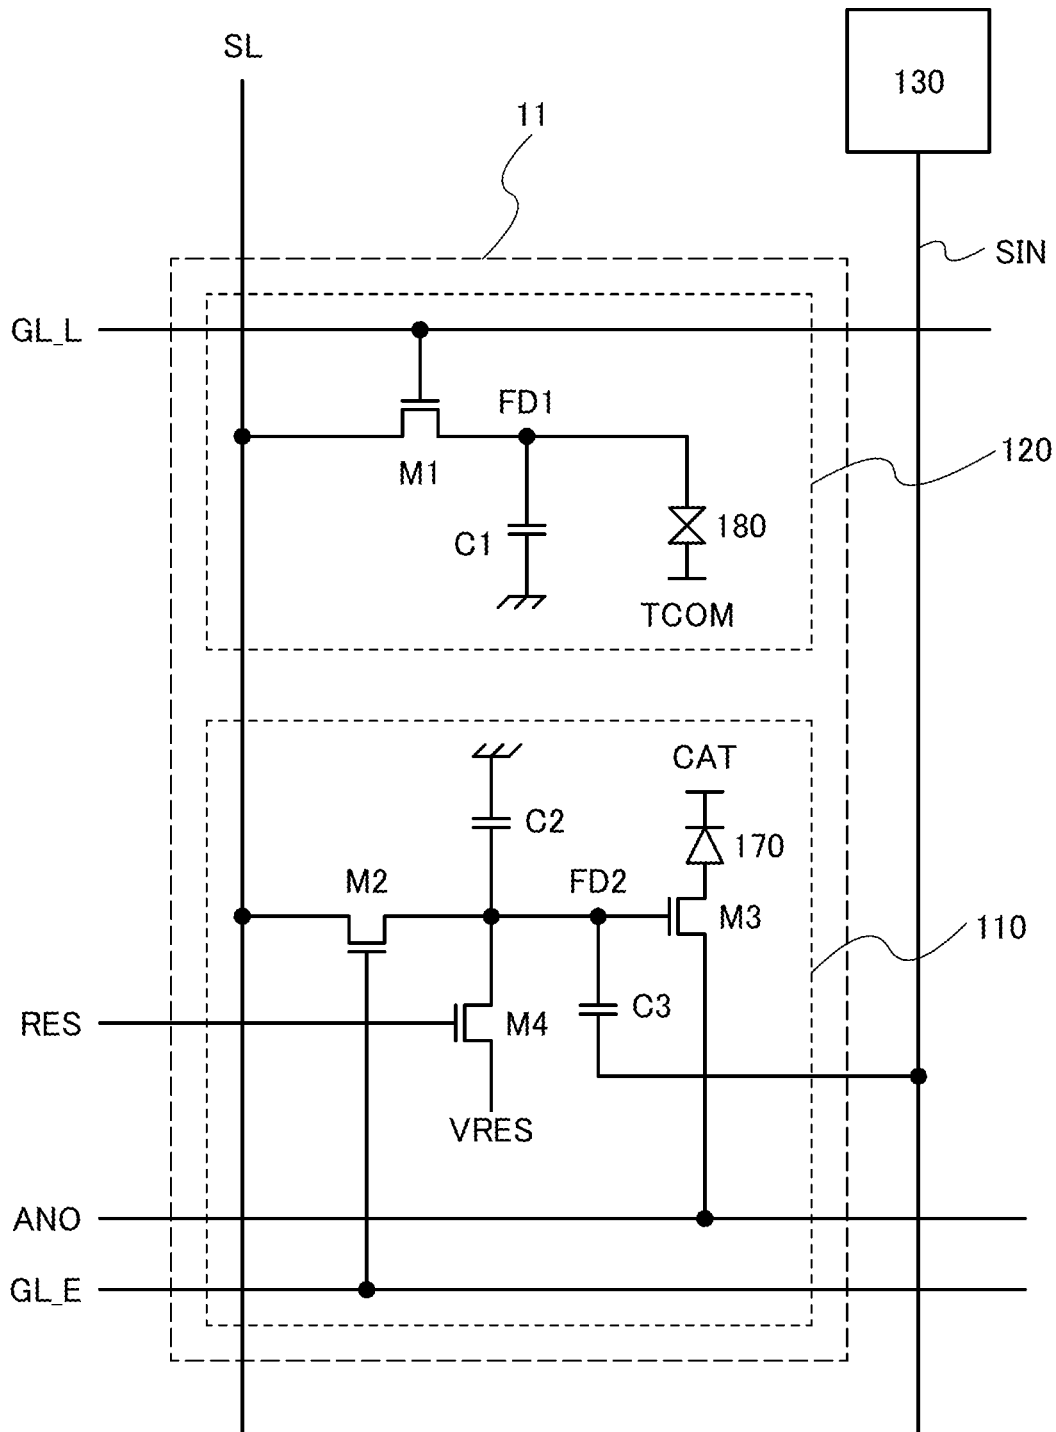 SL
130
11
SIN
GL_L
FD1
M1
120
C1
180
TCOM
CAT
C2
170
M2
FD2
M3
110
RES
M4
C3
VRES
ANO
GL_E